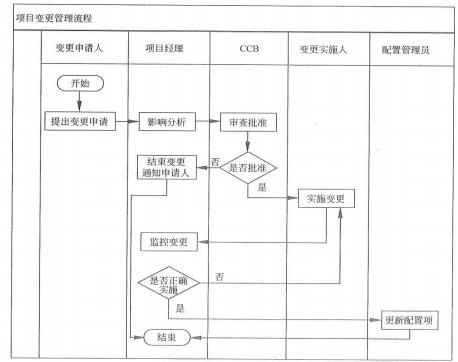 项目变更管理流程
变更申请人 项目经理 CCB 变更实施人 配置管理员
开始
提出变更申请 影响分析 审查批准
结束变更
通知申请人
否
是否批准
是
实施变更
监控变更
是否正确
实施
否
是
更新配置项
结束